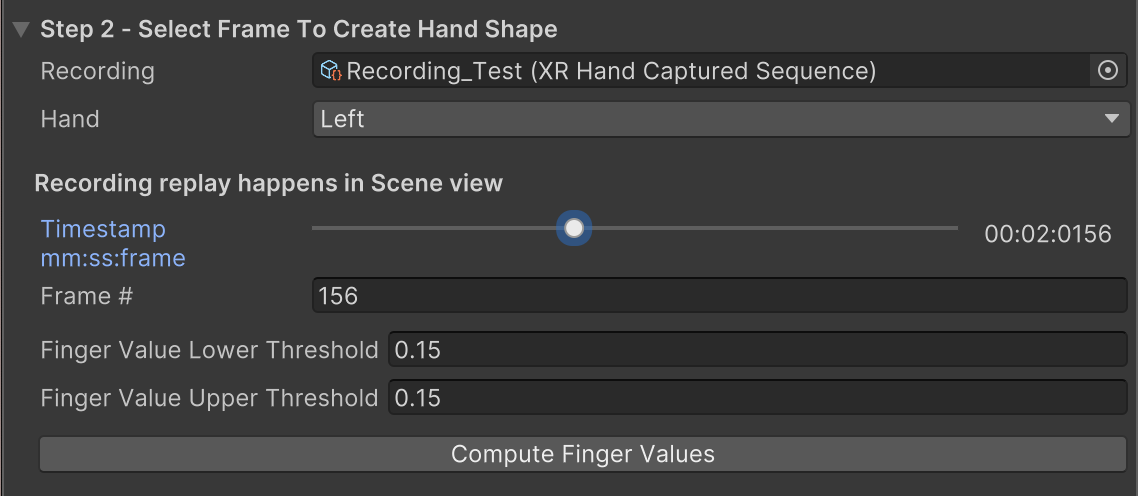 Step 2 - Select Frame To Create Hand Shape
Recording
Recording_Test (XR Hand Captured Sequence)
Hand
Left
Recording replay happens in Scene view
Timestamp
mm:ss:frame
00:02:0156
Frame #
156
Finger Value Lower Threshold
0.15
Finger Value Upper Threshold
0.15
Compute Finger Values